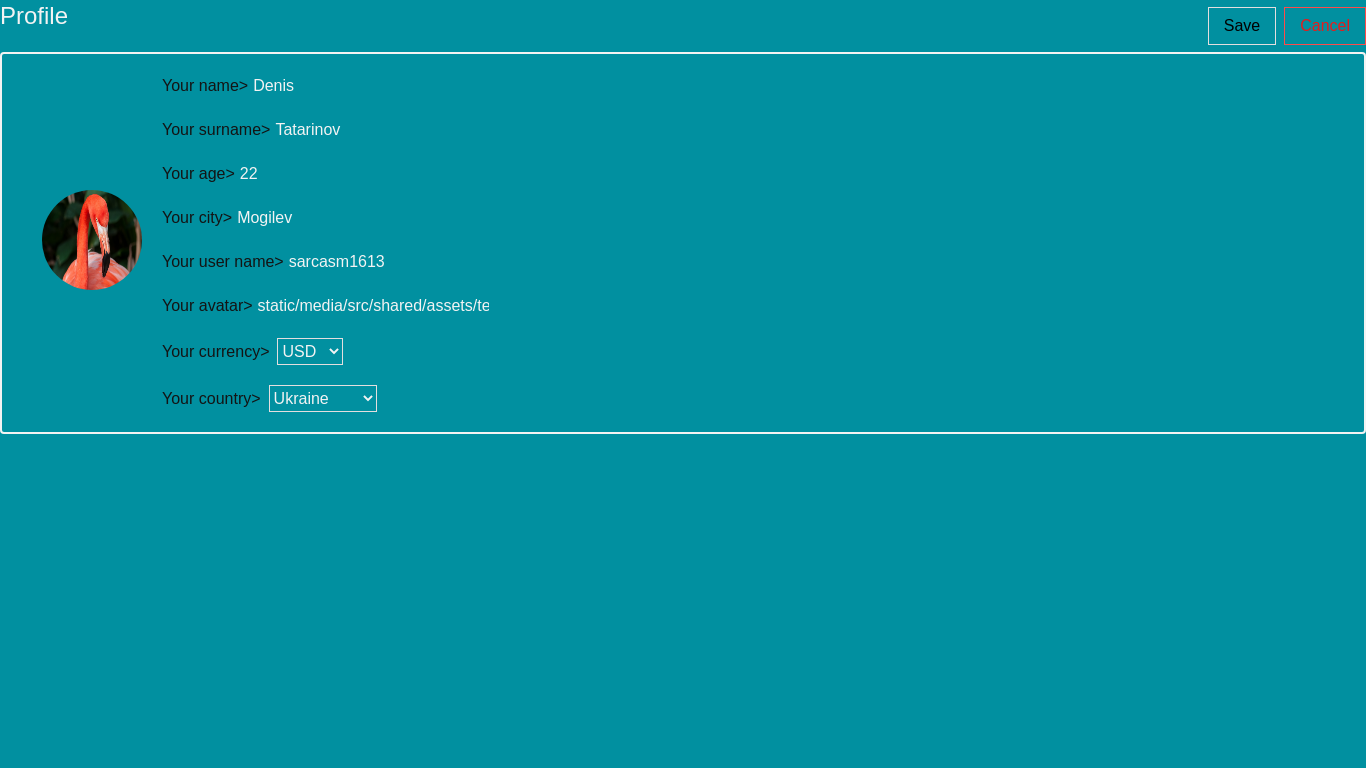 Profile
Save
Cancel
Your name> Denis
Your surname> Tatarinov
Your age> 22
Your city> Mogilev
Your user name> sarcasm1613
Your avatar> static/media/src/shared/assets/te
Your currency> USD
Your country> Ukraine